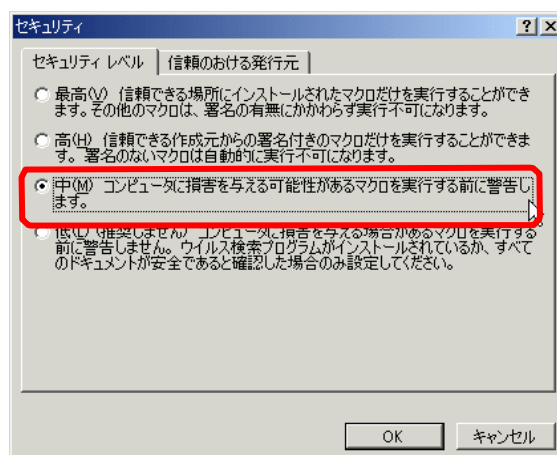 セキュリティ
セキュリティ レベル 信頼のおける発行元
最高(V) 信頼できる場所にインストールされたマクロだけを実行することができ
ます。その他のマクロは、署名の有無にかかわらず実行不可になります。
高(H) 信頼できる作成元からの署名付きのマクロだけを実行することができま
す。 署名のないマクロは自動的に実行不可になります。
中(M) コンピュータに損害を与える可能性があるマクロを実行する前に警告し
ます。
低(L) (推奨しません) コンピュータに損害を与える場合があるマクロを実行する
前に警告しません。ウイルス検索プログラムがインストールされているか、すべて
のドキュメントが安全であると確認した場合のみ設定してください。
OK キャンセル